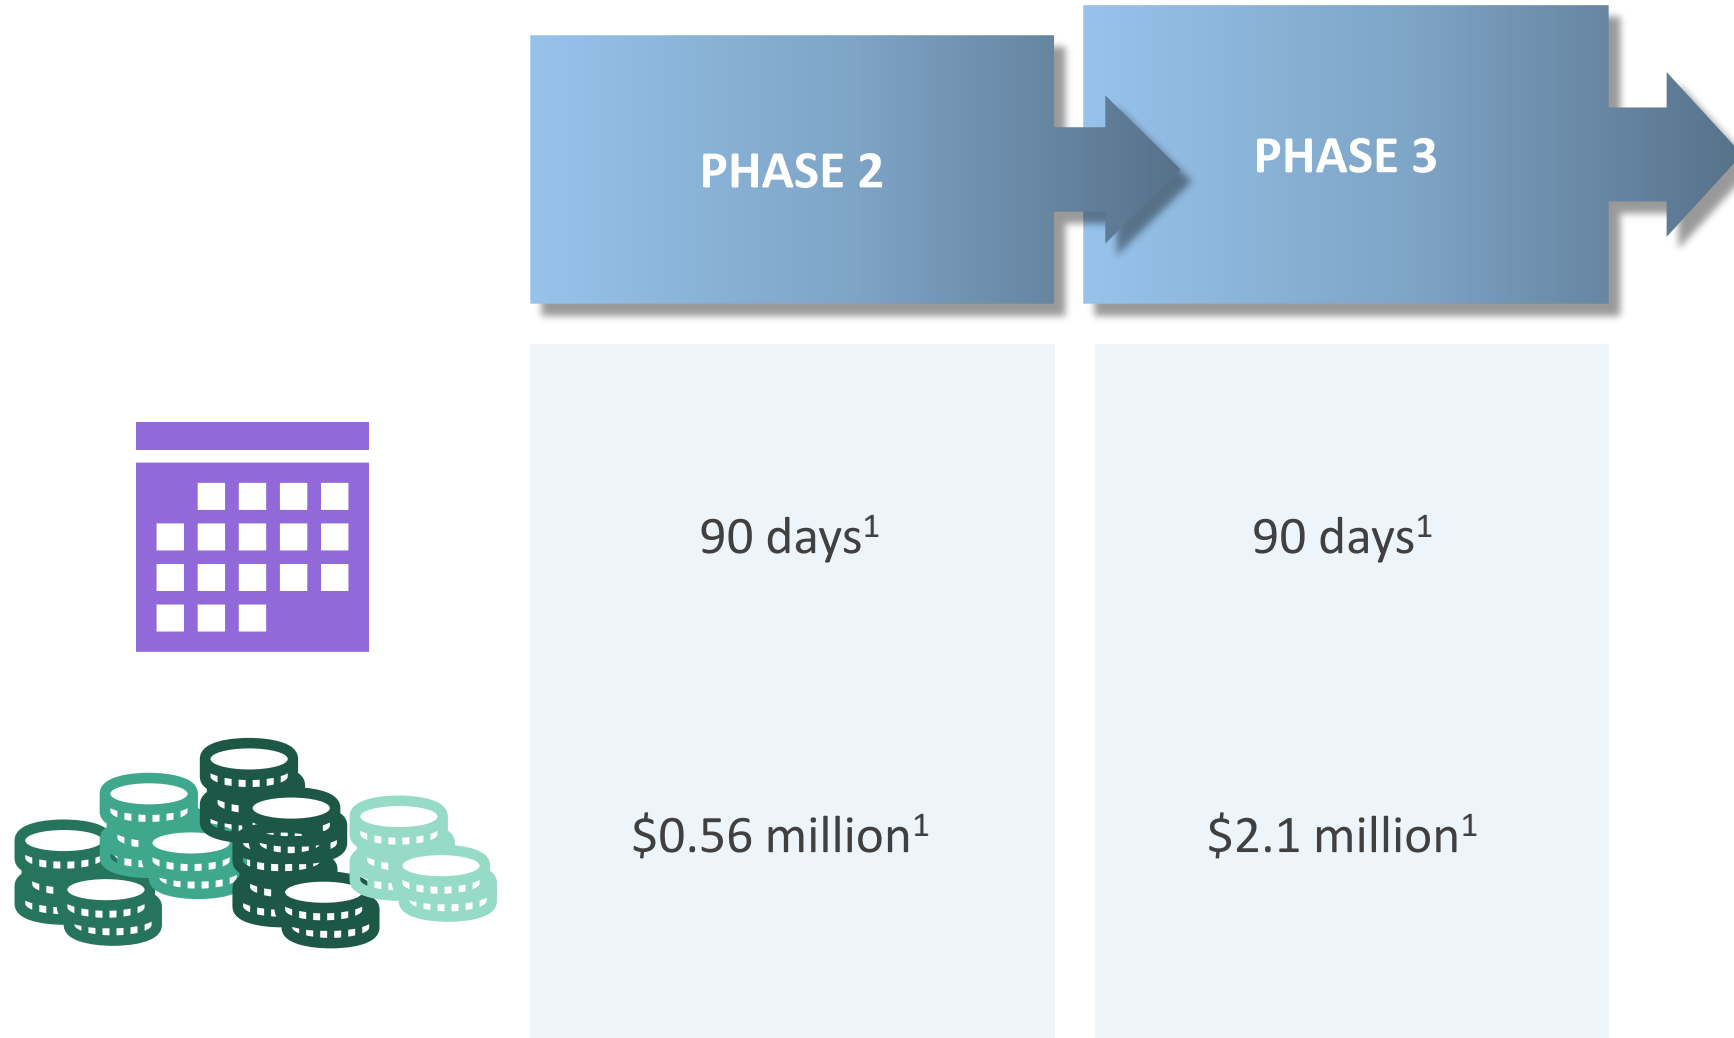 PHASE 2
PHASE 3
90 days¹
90 days¹
$0.56 million¹
$2.1 million¹